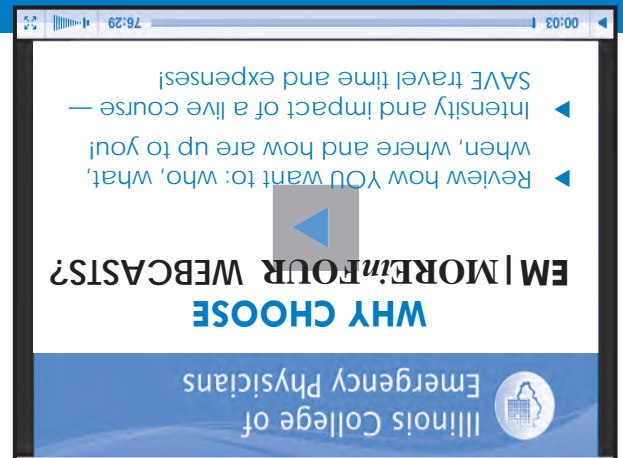 Illinois College of
Emergency Physicians
WHY CHOOSE
EM|MOREinFOUR WEBCASTS?
Review how YOU want to: who, what,
when, where and how are up to you!
Intensity and impact of a live course —
SAVE travel time and expenses!
00:03 76:29